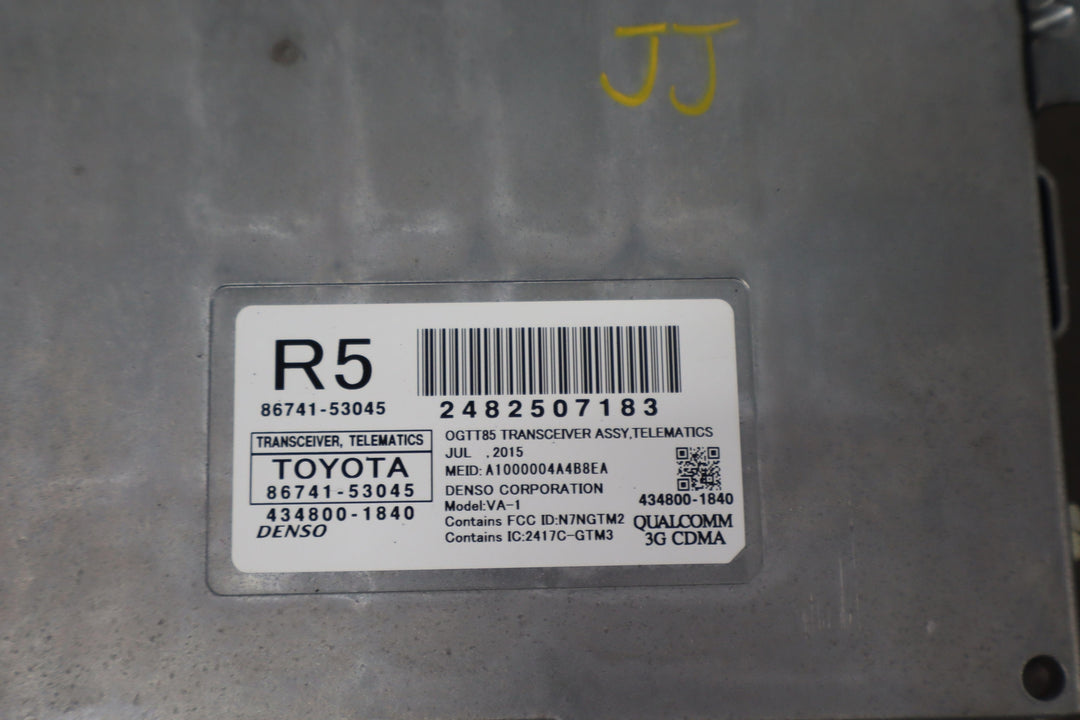 JJ
R5
86741-53045
2482507183
TRANSCEIVER, TELEMATICS
TOYOTA
86741-53045
434800-1840
DENSO
OGTT85 TRANSCEIVER ASSY,TELEMATICS
JUL ,2015
MEID: A1000004A4B8EA
DENSO CORPORATION
Model:VA-1
Contains FCC ID:N7NGTM2
Contains IC:2417C-GTM3
434800-1840
QUALCOMM
3G CDMA